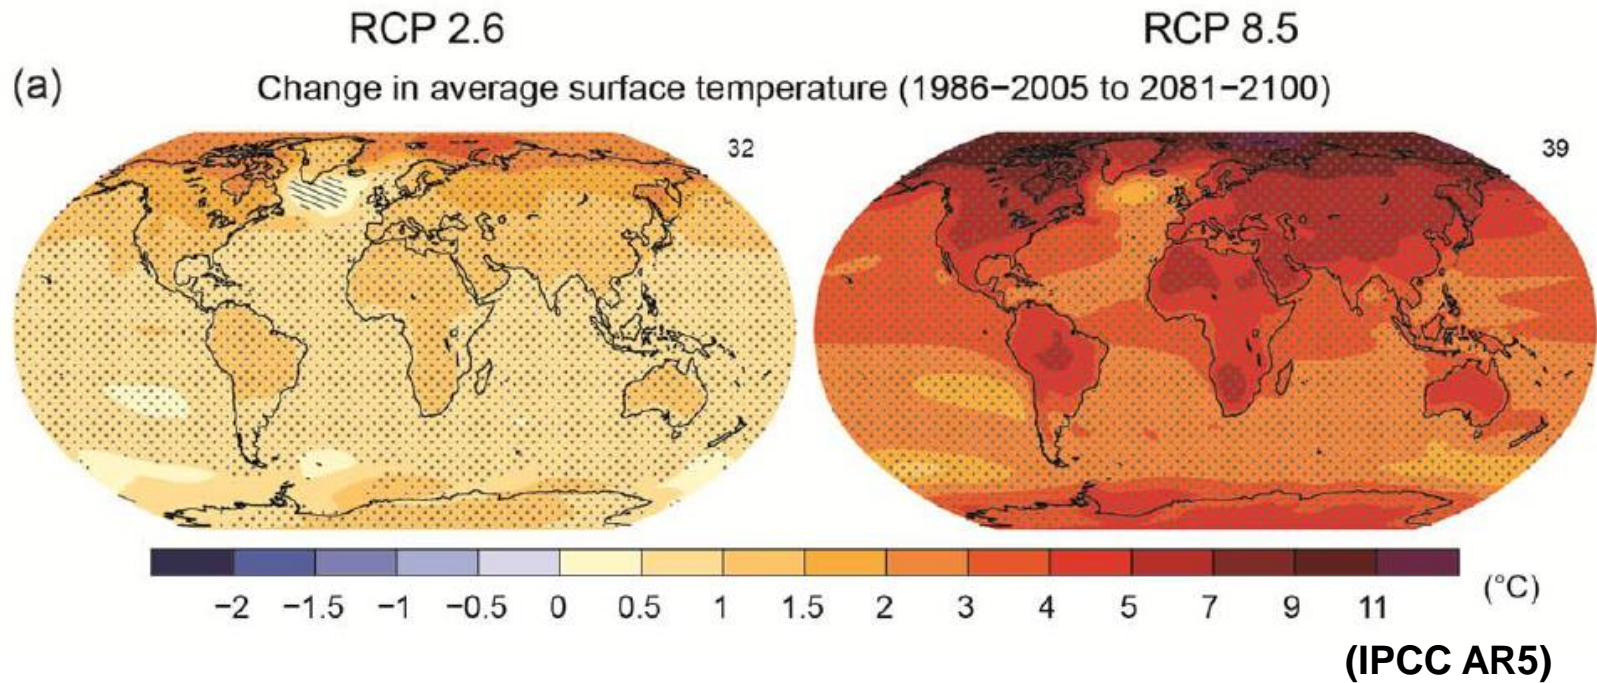 RCP 2.6 RCP 8.5
(a) Change in average surface temperature (1986−2005 to 2081−2100)
32 39
−2 −1.5 −1 −0.5 0 0.5 1 1.5 2 3 4 5 7 9 11 (°C)
(IPCC AR5)